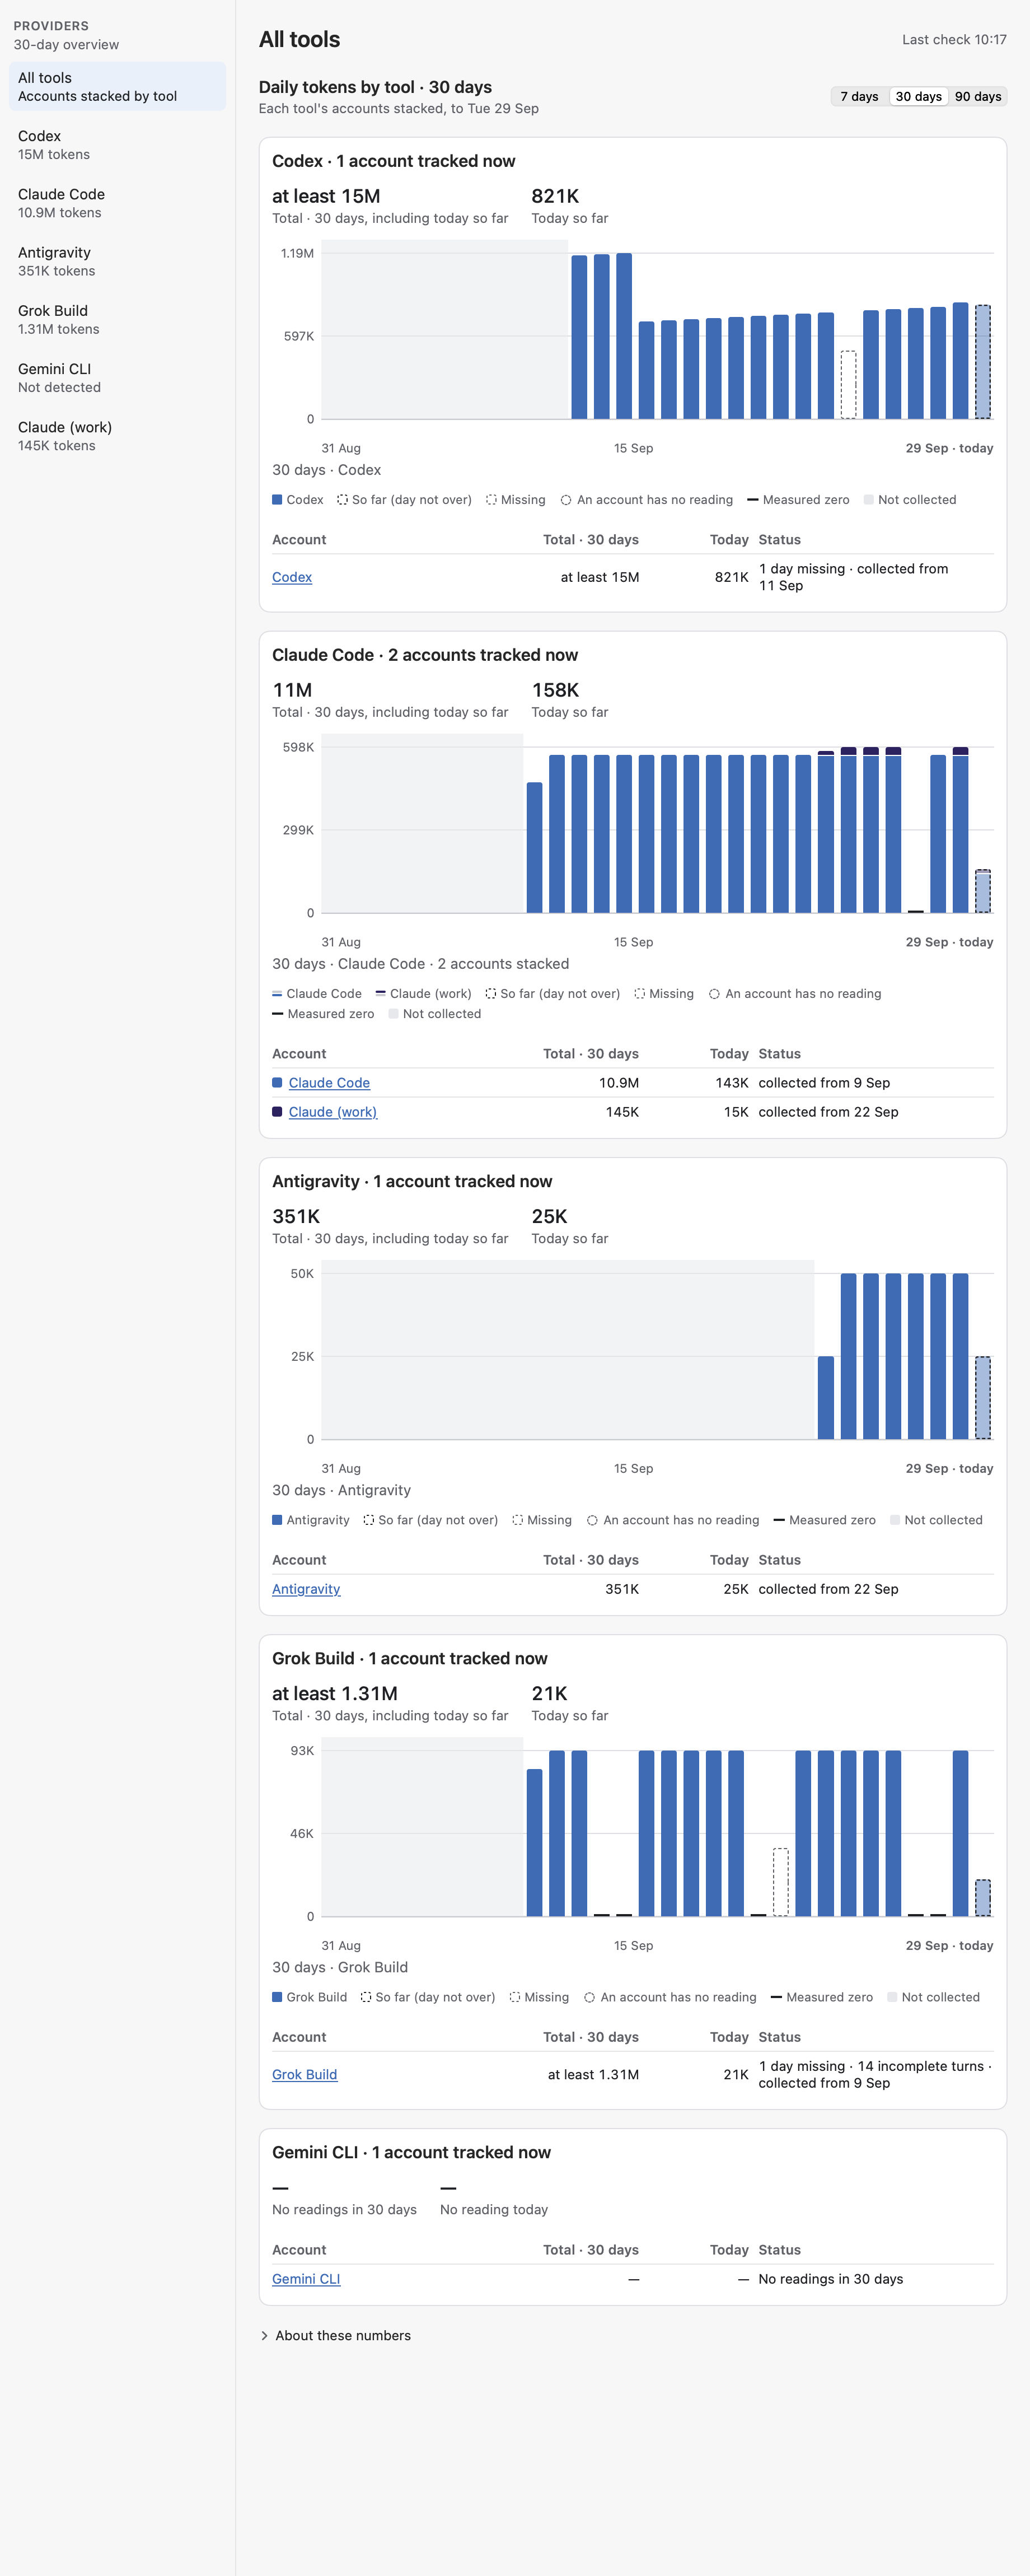 PROVIDERS
30-day overview
All tools
Accounts stacked by tool
Codex
15M tokens
Claude Code
10.9M tokens
Antigravity
351K tokens
Grok Build
1.31M tokens
Gemini CLI
Not detected
Claude (work)
145K tokens
All tools
Last check 10:17
Daily tokens by tool · 30 days
Each tool's accounts stacked, to Tue 29 Sep
7 days 30 days 90 days
Codex · 1 account tracked now
at least 15M 821K
Total · 30 days, including today so far Today so far
1.19M
597K
0
31 Aug 15 Sep 29 Sep · today
30 days · Codex
Codex So far (day not over) Missing An account has no reading Measured zero Not collected
Account Total · 30 days Today Status
Codex at least 15M 821K 1 day missing · collected from
11 Sep
Claude Code · 2 accounts tracked now
11M 158K
Total · 30 days, including today so far Today so far
598K
299K
0
31 Aug 15 Sep 29 Sep · today
30 days · Claude Code · 2 accounts stacked
Claude Code Claude (work) So far (day not over) Missing An account has no reading
Measured zero Not collected
Account Total · 30 days Today Status
Claude Code 10.9M 143K collected from 9 Sep
Claude (work) 145K 15K collected from 22 Sep
Antigravity · 1 account tracked now
351K 25K
Total · 30 days, including today so far Today so far
50K
25K
0
31 Aug 15 Sep 29 Sep · today
30 days · Antigravity
Antigravity So far (day not over) Missing An account has no reading Measured zero Not collected
Account Total · 30 days Today Status
Antigravity 351K 25K collected from 22 Sep
Grok Build · 1 account tracked now
at least 1.31M 21K
Total · 30 days, including today so far Today so far
93K
46K
0
31 Aug 15 Sep 29 Sep · today
30 days · Grok Build
Grok Build So far (day not over) Missing An account has no reading Measured zero Not collected
Account Total · 30 days Today Status
Grok Build at least 1.31M 21K 1 day missing · 14 incomplete turns ·
collected from 9 Sep
Gemini CLI · 1 account tracked now
— —
No readings in 30 days No reading today
Account Total · 30 days Today Status
Gemini CLI — — No readings in 30 days
About these numbers